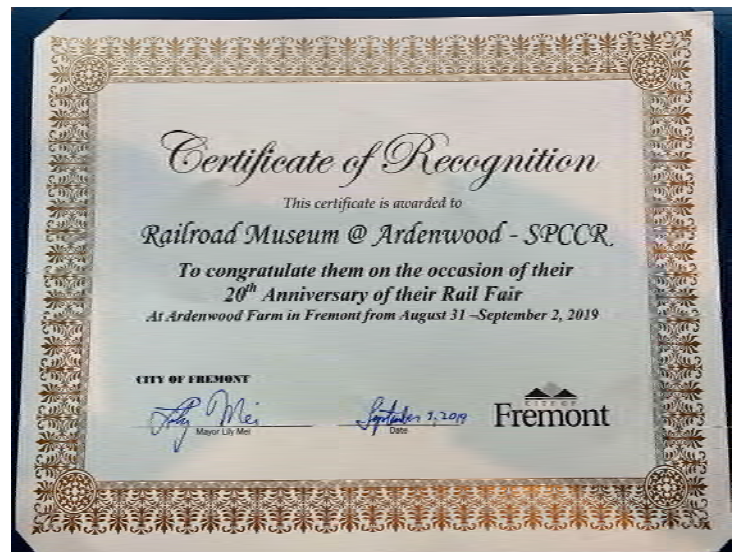 Certificate of Recognition
This certificate is awarded to
Railroad Museum @ Ardenwood - SPCCR
To congratulate them on the occasion of their
20th Anniversary of their Rail Fair
At Ardenwood Farm in Fremont from August 31 –September 2, 2019
CITY OF FREMONT
Lily Mei
September 1, 2019
Mayor Lily Mei
Date
CITY OF
Fremont